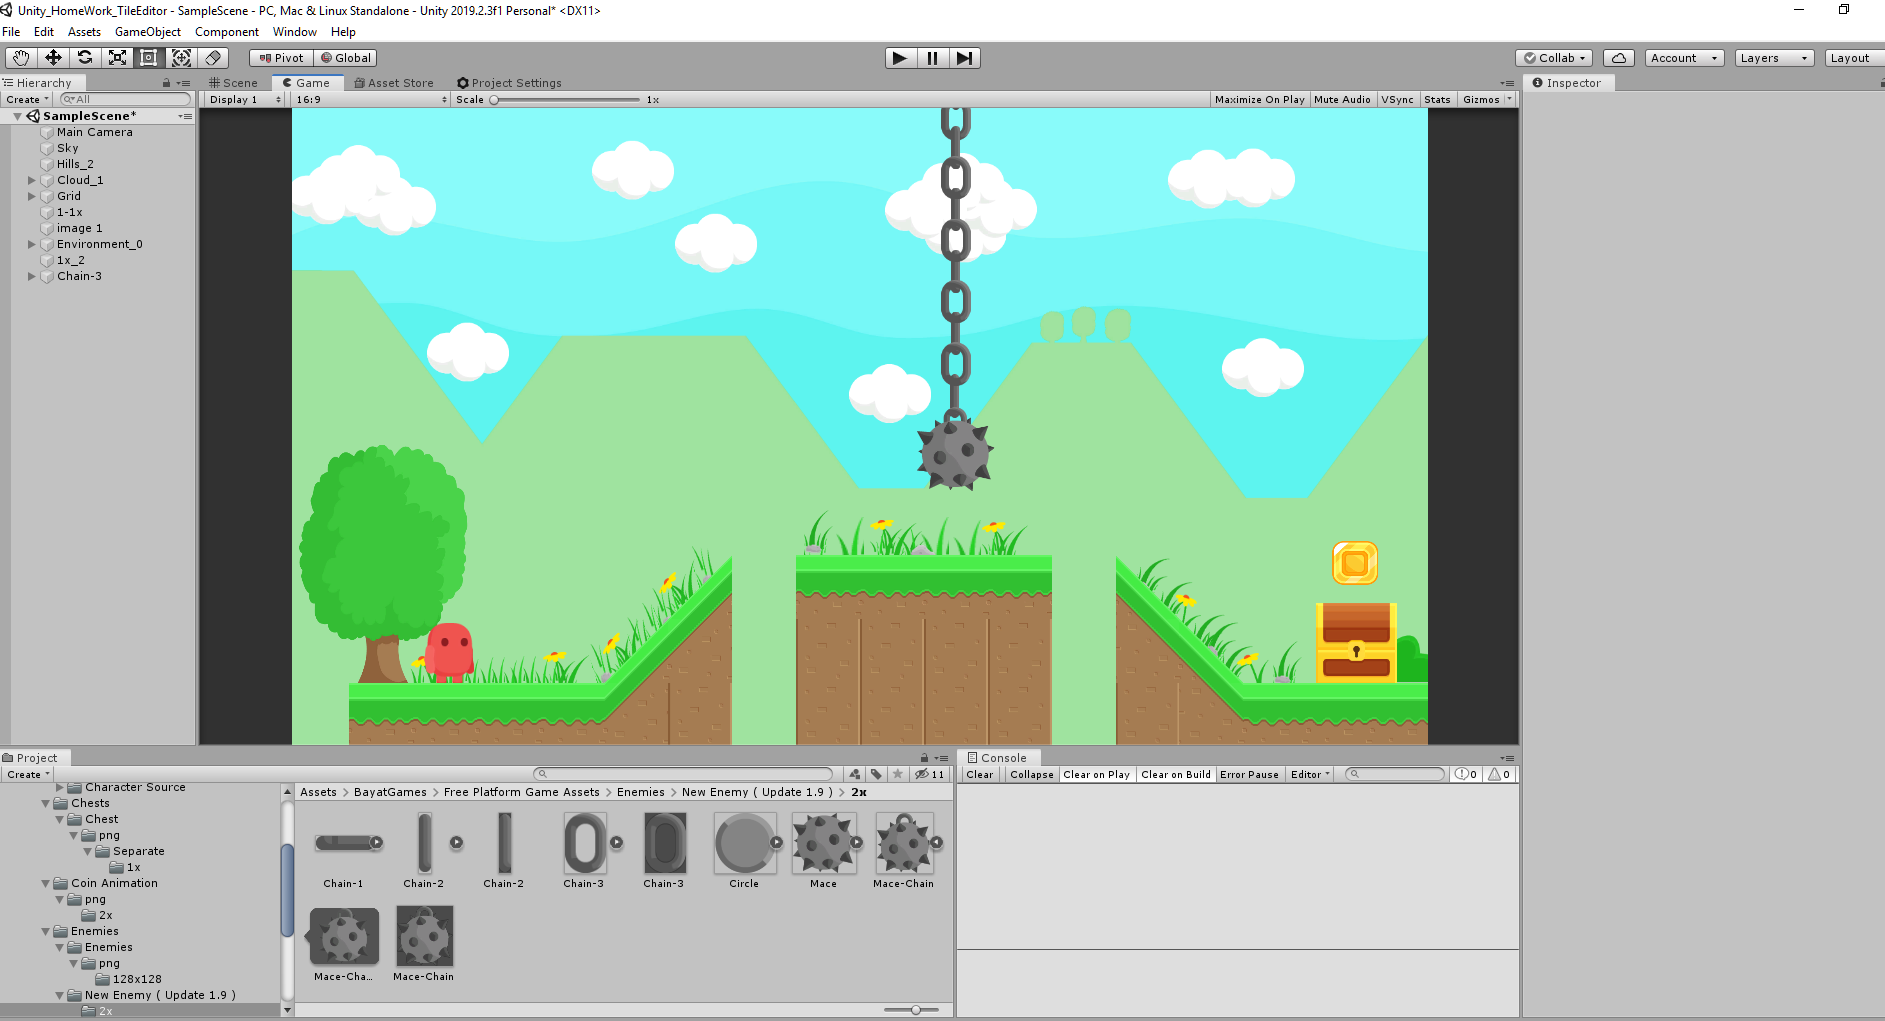 Unity_HomeWork_TileEditor - SampleScene - PC, Mac & Linux Standalone - Unity 2019.2.3f1 Personal* <DX11>
File Edit Assets GameObject Component Window Help
Pivot Global Collab Account Layers Layout
Hierarchy Scene Game Asset Store Project Settings Inspector
Create All Display 1 16:9 Scale 1x Maximize On Play Mute Audio VSync Stats Gizmos
SampleScene*
Main Camera
Sky
Hills_2
Cloud_1
Grid
1-1x
image 1
Environment_0
1x_2
Chain-3
Project Console
Create 11 Clear Collapse Clear on Play Clear on Build Error Pause Editor 0 0
Character Source
Chests
Chest
png
Separate
1x
Coin Animation
png
2x
Enemies
Enemies
png
128x128
New Enemy ( Update 1.9 )
2x
Assets > BayatGames > Free Platform Game Assets > Enemies > New Enemy ( Update 1.9 ) > 2x
Chain-1 Chain-2 Chain-2 Chain-3 Chain-3 Circle Mace Mace-Chain
Mace-Cha... Mace-Chain